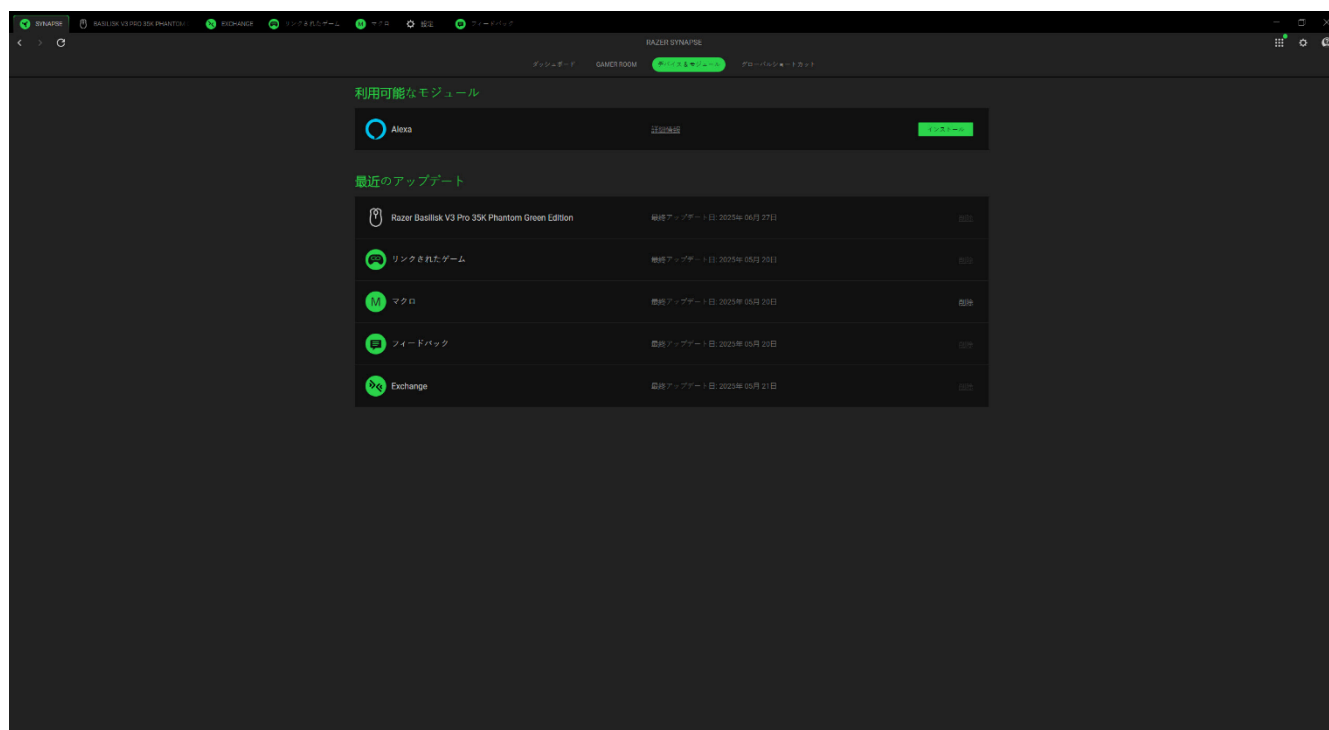 SYNAPSE BASILISK V3 PRO 35K PHANTOM EXCHANGE リンクされたゲーム マクロ 設定 フィードバック
RAZER SYNAPSE
ダッシュボード GAMER ROOM デバイス & モジュール グローバルショートカット
利用可能なモジュール
Alexa 詳細情報 インストール
最近のアップデート
Razer Basilisk V3 Pro 35K Phantom Green Edition 最終アップデート日: 2025年 06月 27日 削除
リンクされたゲーム 最終アップデート日: 2025年 05月 20日 削除
マクロ 最終アップデート日: 2025年 05月 20日 削除
フィードバック 最終アップデート日: 2025年 05月 20日 削除
Exchange 最終アップデート日: 2025年 05月 21日 削除